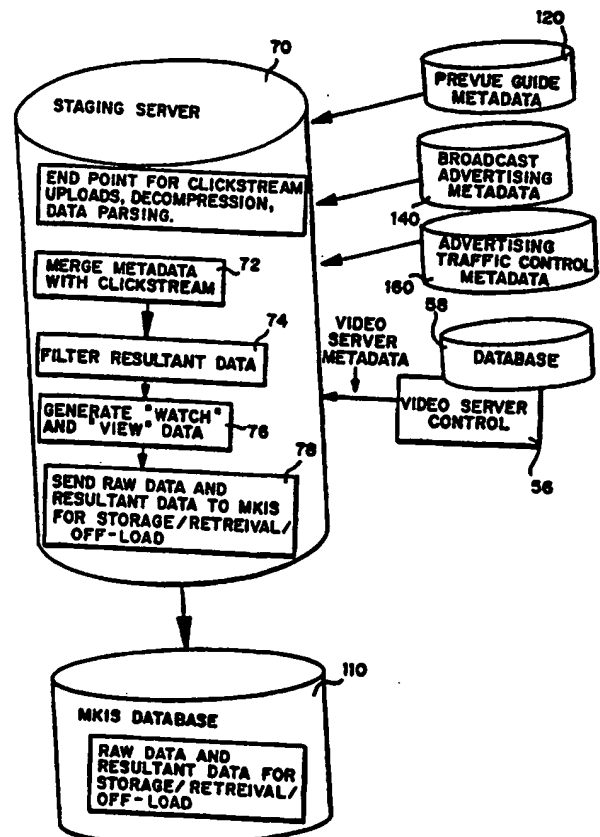 70
STAGING SERVER
END POINT FOR CLICKSTREAM
UPLOADS, DECOMPRESSION,
DATA PARSING.
72
MERGE METADATA
WITH CLICKSTREAM
74
FILTER RESULTANT DATA
GENERATE "WATCH"
AND "VIEW" DATA
76
78
SEND RAW DATA AND
RESULTANT DATA TO MKIS
FOR STORAGE/RETREIVAL/
OFF-LOAD
120
PREVUE GUIDE
METADATA
BROADCAST
ADVERTISING
METADATA
140
ADVERTISING
TRAFFIC CONTROL
METADATA
160
58
VIDEO
SERVER
METADATA
DATABASE
VIDEO SERVER
CONTROL
56
110
MKIS DATABASE
RAW DATA AND
RESULTANT DATA FOR
STORAGE/RETREIVAL/
OFF-LOAD